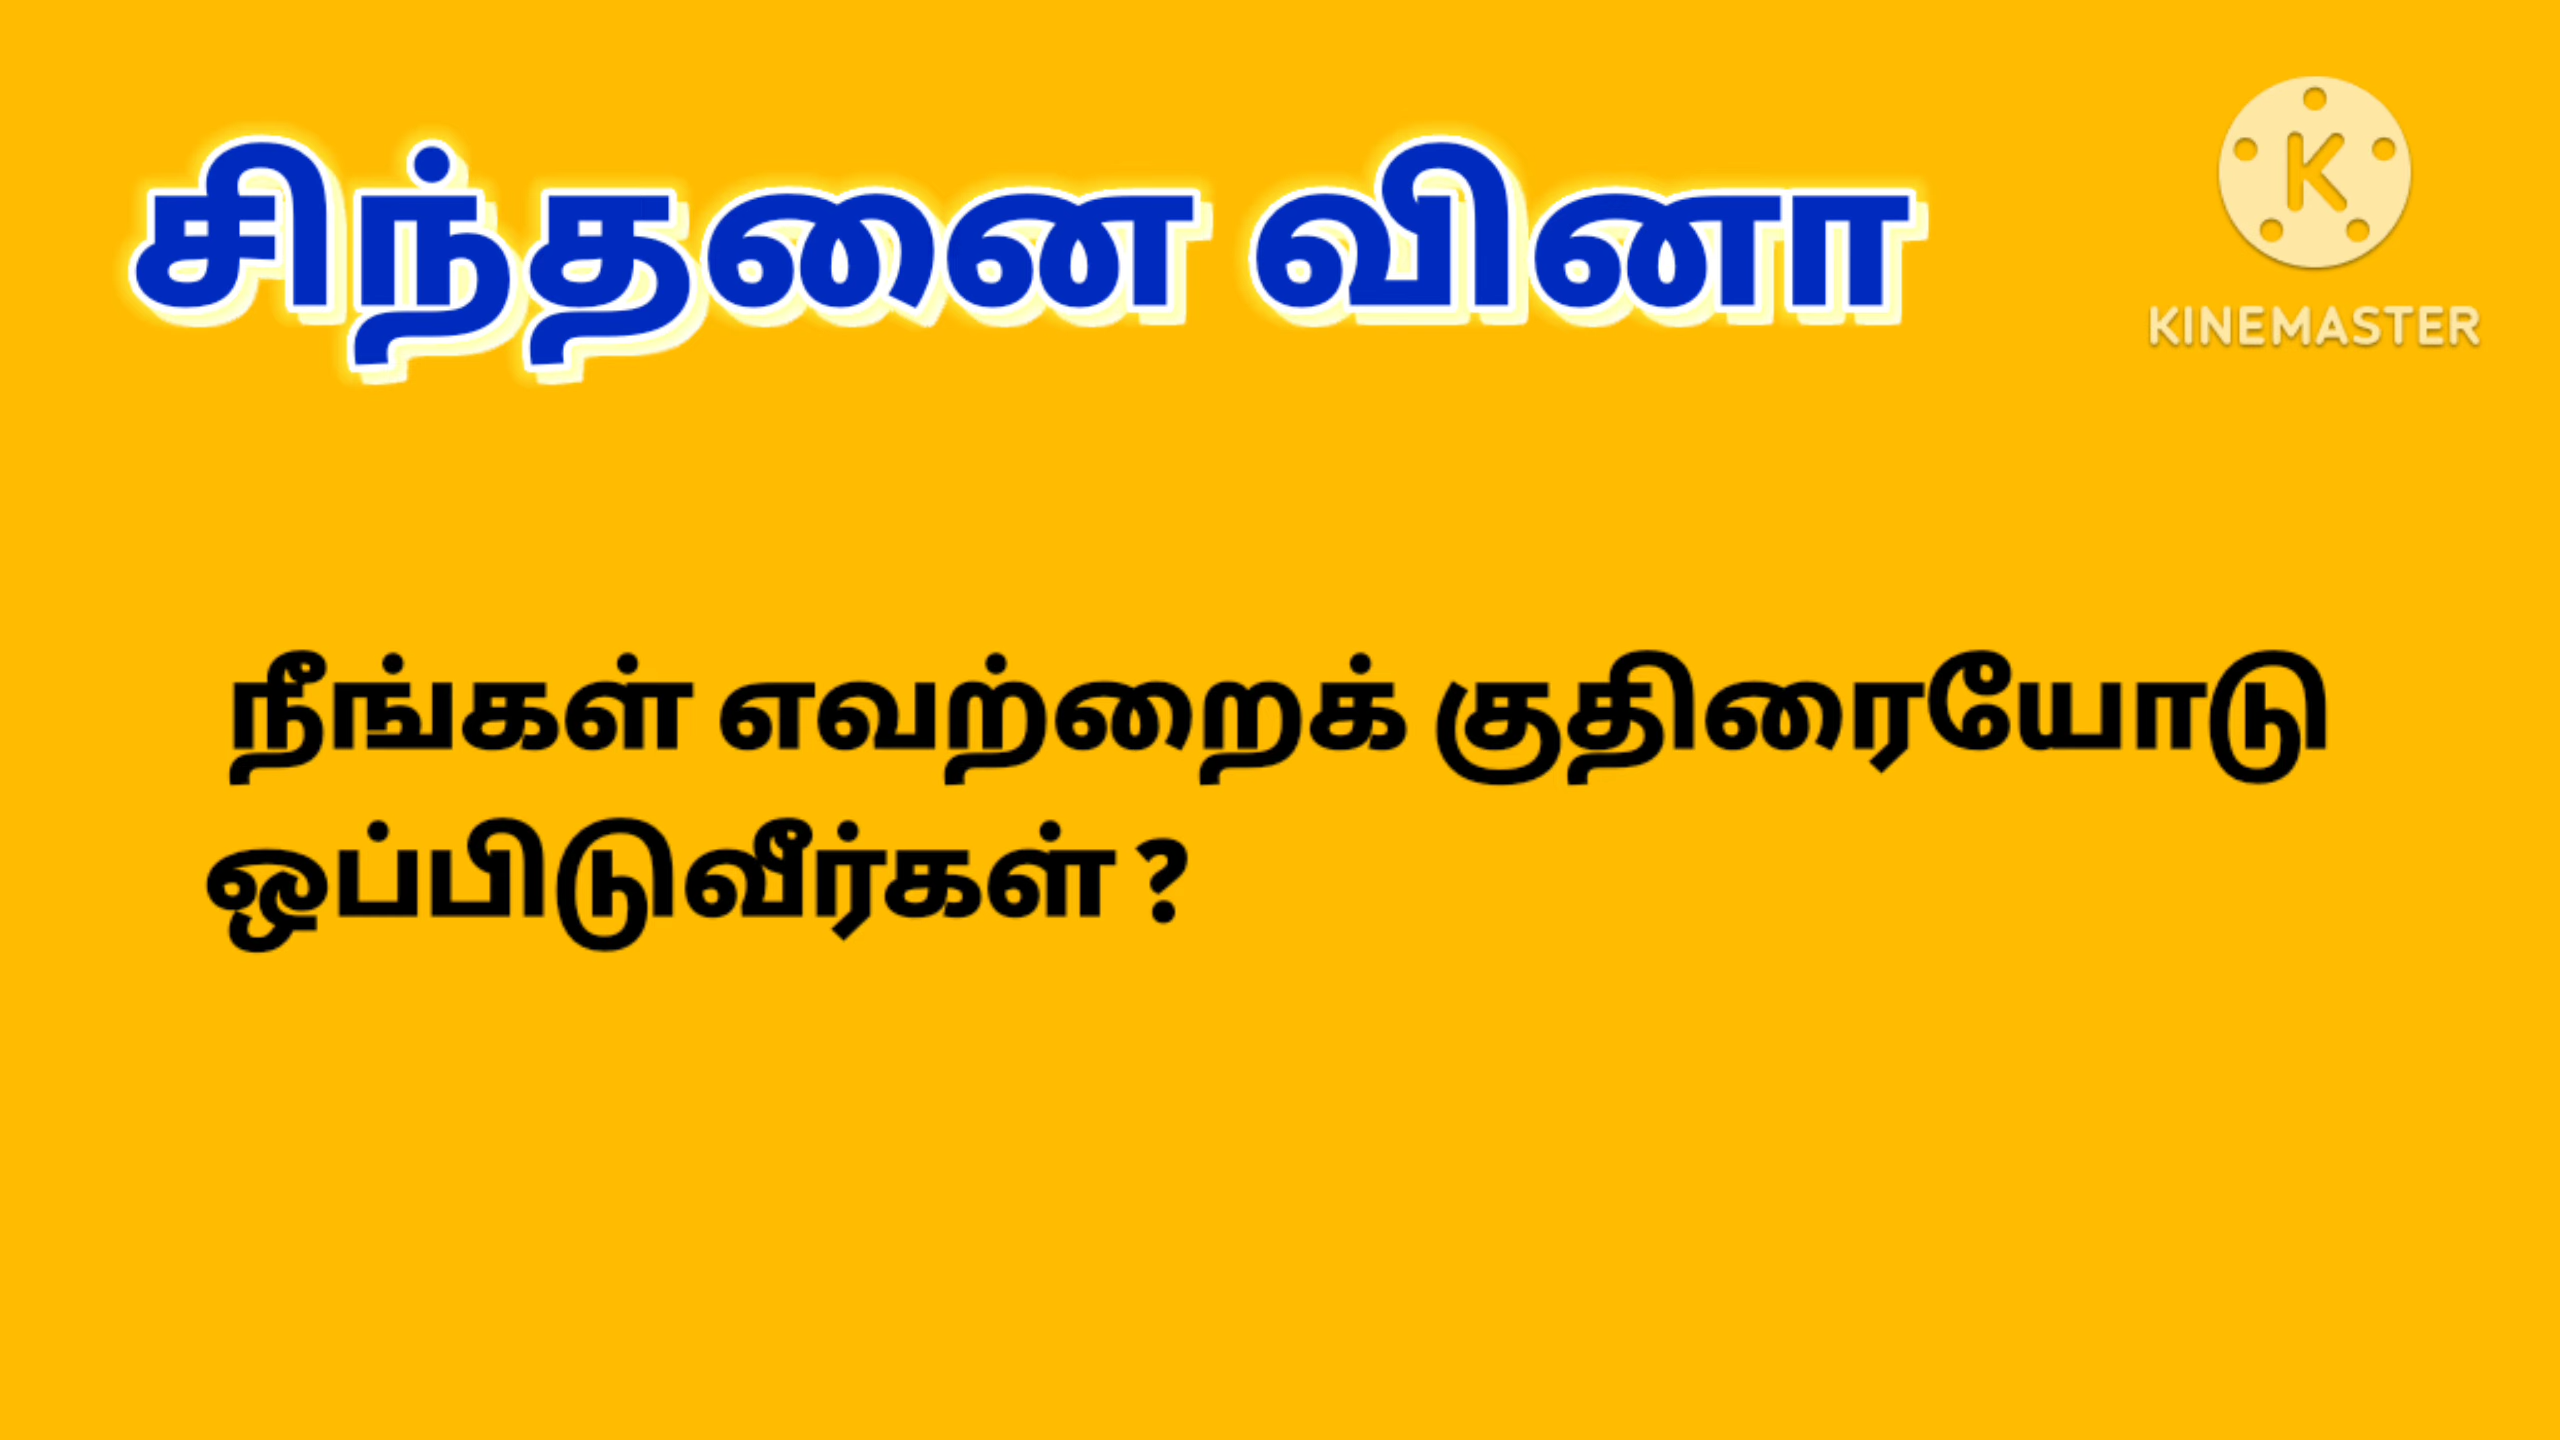 சிந்தனை வினா
K
KINEMASTER
நீங்கள் எவற்றைக் குதிரையோடு
ஒப்பிடுவீர்கள் ?